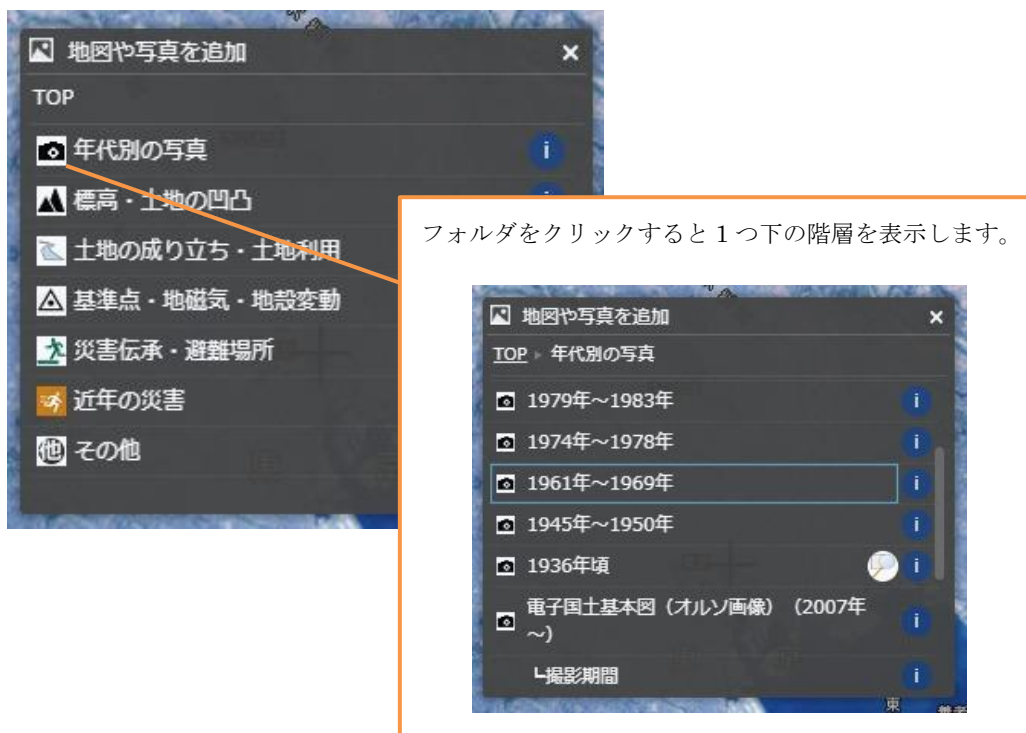 地図や写真を追加 ×
TOP
年代別の写真 i
標高・土地の凹凸
土地の成り立ち・土地利用
基準点・地磁気・地殻変動
災害伝承・避難場所
近年の災害
他 その他
フォルダをクリックすると１つ下の階層を表示します。
地図や写真を追加 ×
TOP ▸ 年代別の写真
1979年～1983年 i
1974年～1978年 i
1961年～1969年 i
1945年～1950年 i
1936年頃 i
電子国土基本図（オルソ画像）（2007年
～） i
┗撮影期間 i
東